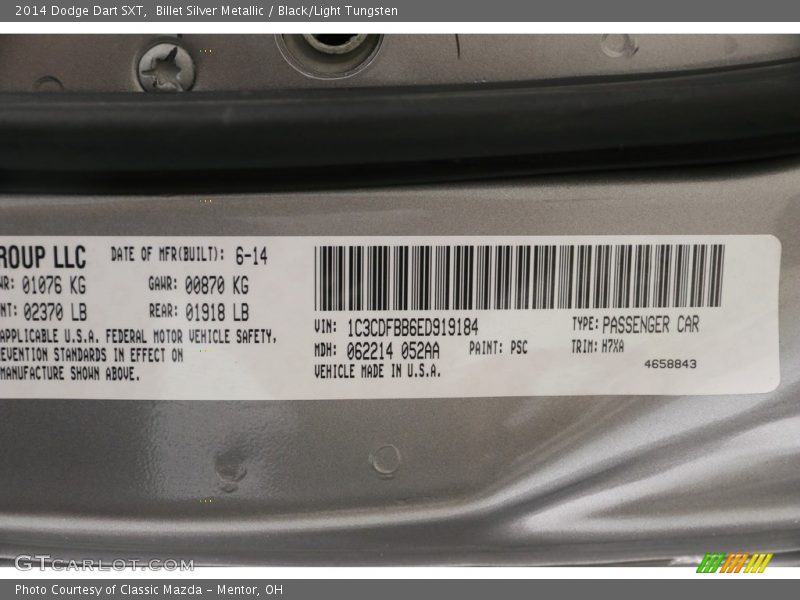 2014 Dodge Dart SXT, Billet Silver Metallic / Black/Light Tungsten
ROUP LLC DATE OF MFR(BUILT): 6-14
WR: 01076 KG GAWR: 00870 KG
NT: 02370 LB REAR: 01918 LB
APPLICABLE U.S.A. FEDERAL MOTOR VEHICLE SAFETY,
EVENTION STANDARDS IN EFFECT ON
MANUFACTURE SHOWN ABOVE.
VIN: 1C3CDFBB6ED919184 TYPE: PASSENGER CAR
MDH: 062214 052AA PAINT: PSC TRIM: H7XA
VEHICLE MADE IN U.S.A. 4658843
GTCARLOT.COM
Photo Courtesy of Classic Mazda - Mentor, OH